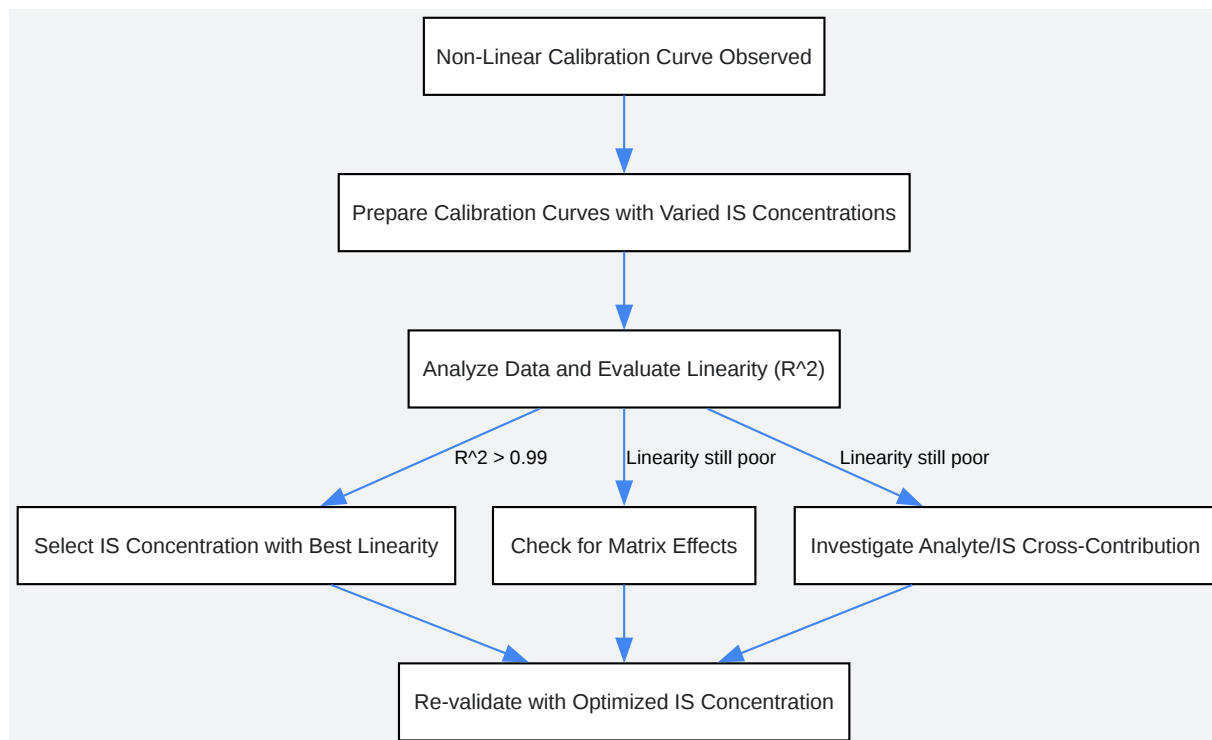 Non-Linear Calibration Curve Observed
Prepare Calibration Curves with Varied IS Concentrations
Analyze Data and Evaluate Linearity (R^2)
R^2 > 0.99
Linearity still poor
Linearity still poor
Select IS Concentration with Best Linearity
Check for Matrix Effects
Investigate Analyte/IS Cross-Contribution
Re-validate with Optimized IS Concentration